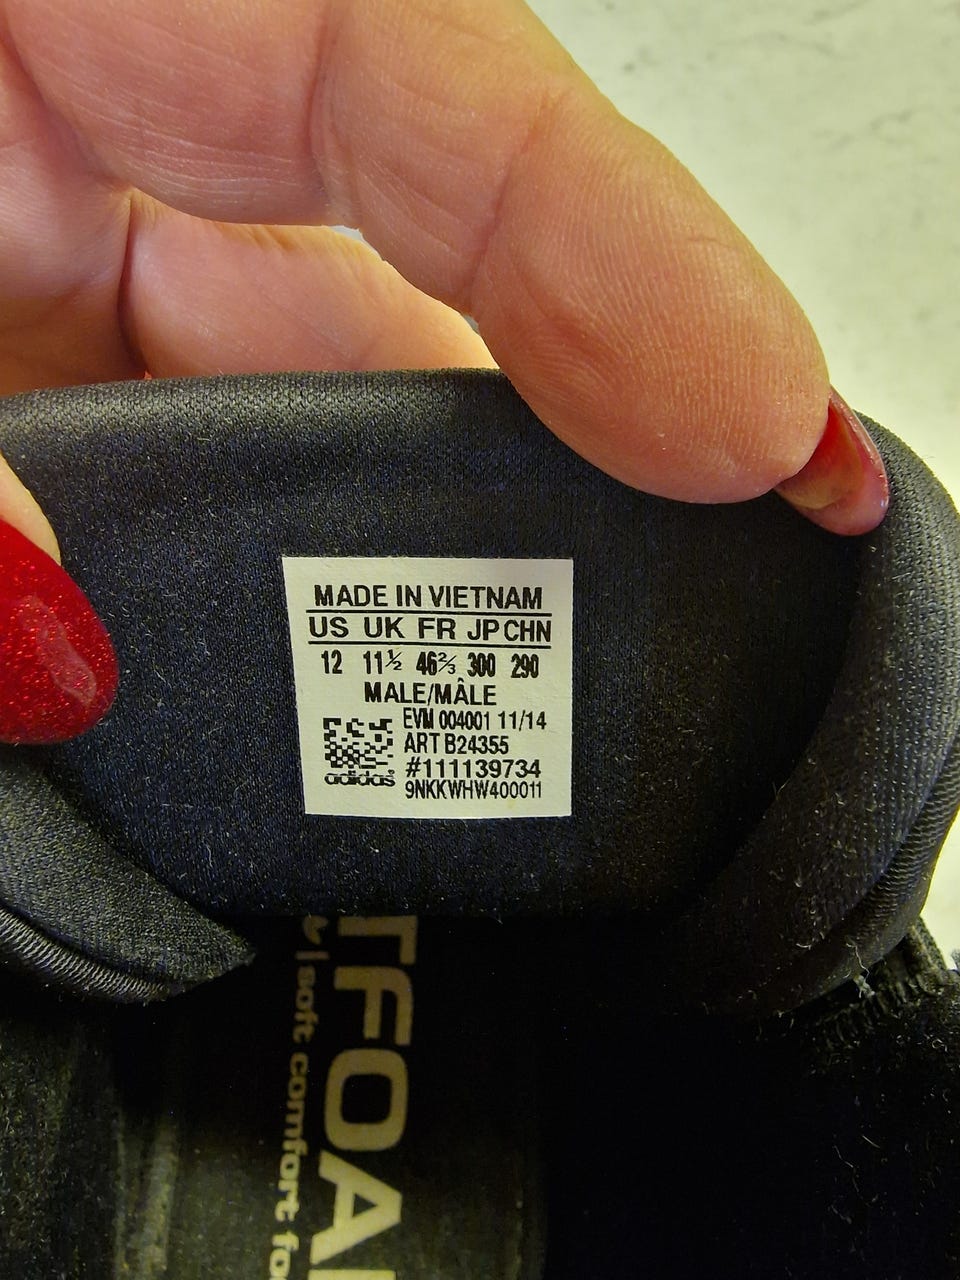 MADE IN VIETNAM
US UK FR JP CHN
12 11½ 46⅔ 300 290
MALE/MÂLE
EVM 004001 11/14
ART B24355
#111139734
adidas
9NKKWHW400011
TFOA
| soft comfort fo